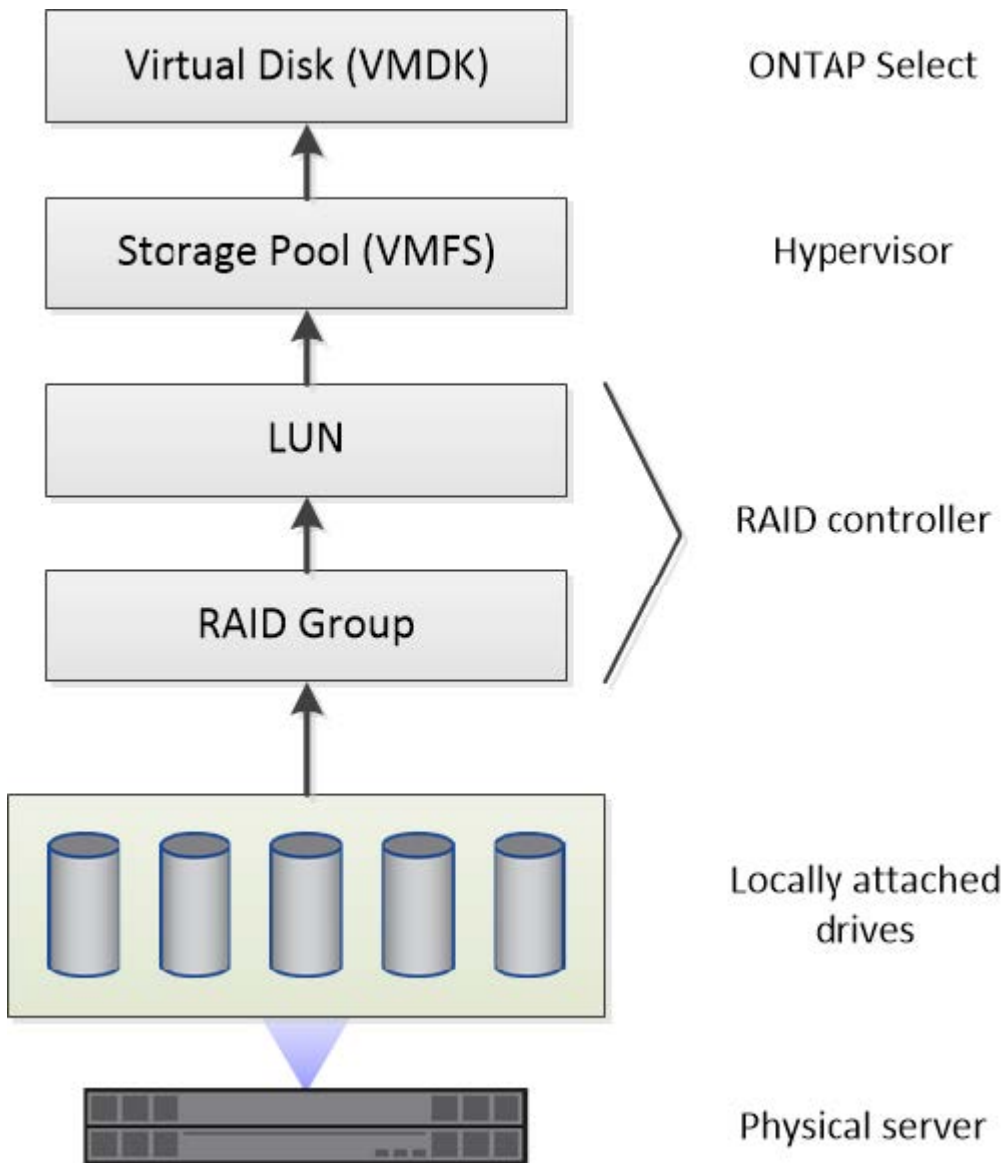 Virtual Disk (VMDK)
ONTAP Select
Storage Pool (VMFS)
Hypervisor
LUN
RAID controller
RAID Group
Locally attached
drives
Physical server